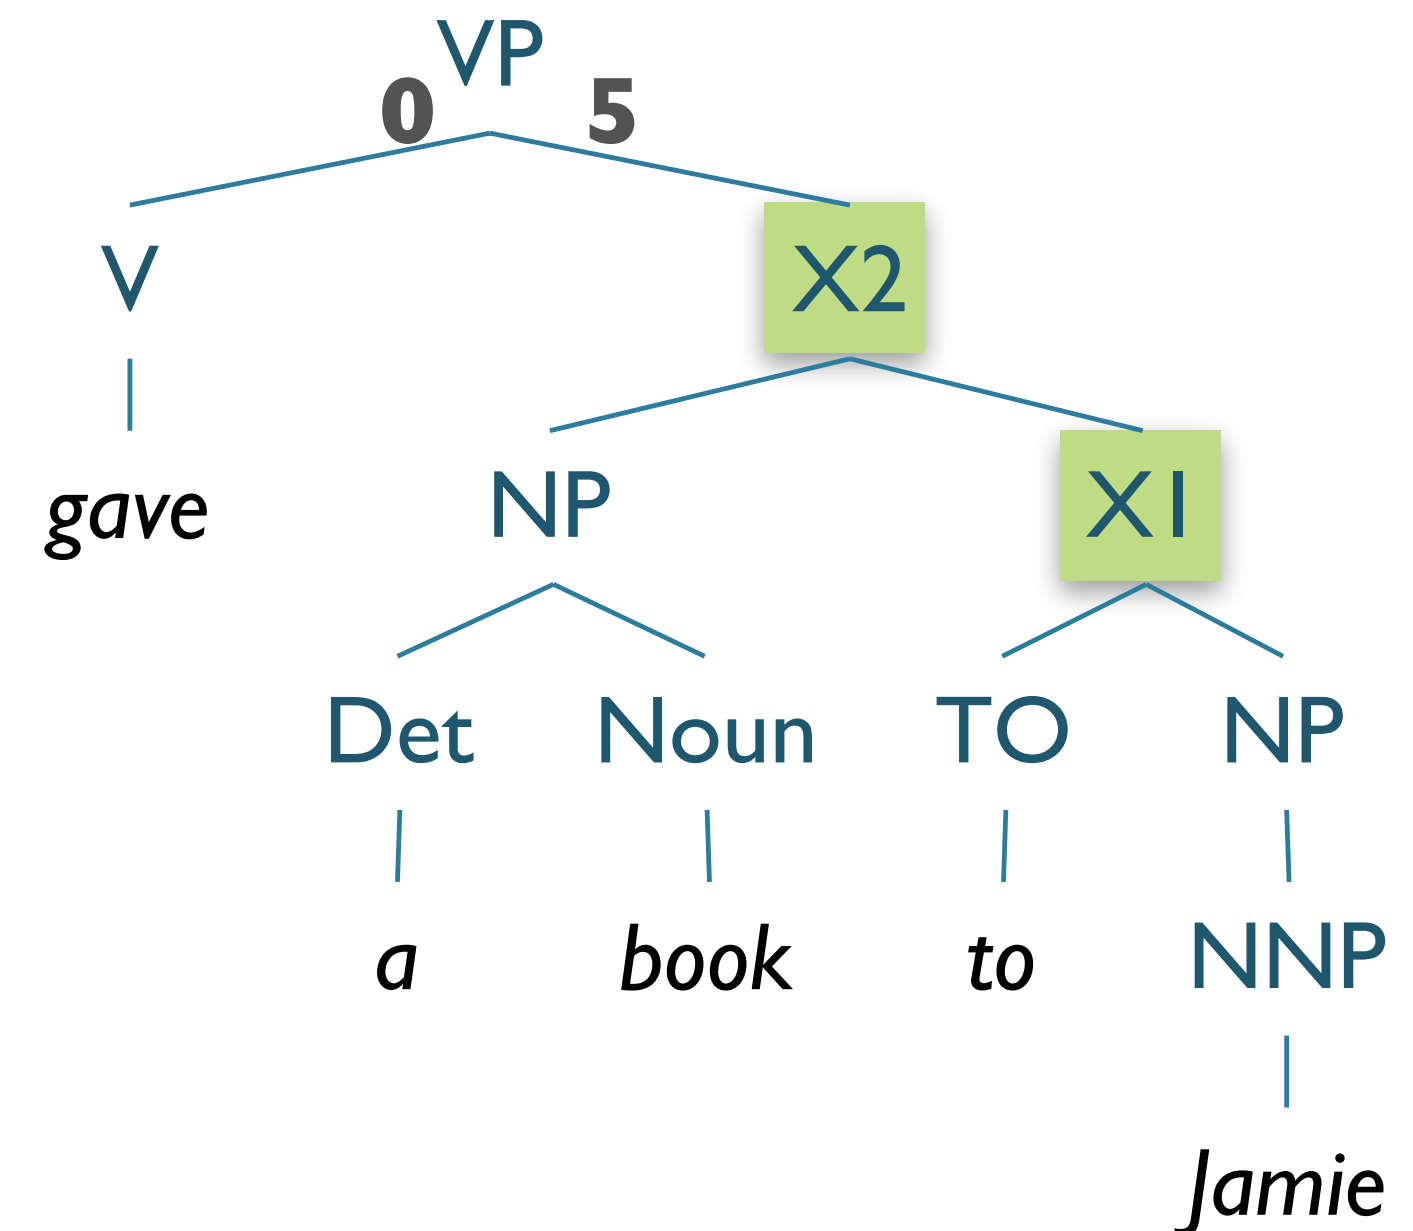 VP
0 5
V X2
gave NP X1
Det Noun TO NP
a book to NNP
Jamie